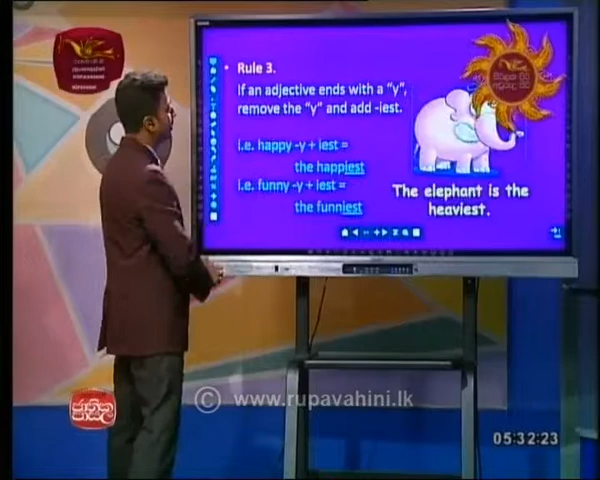 • Rule 3.
If an adjective ends with a “y”,
remove the “y” and add -iest.
i.e. happy -y + iest =
the happiest
i.e. funny -y + iest =
the funniest
The elephant is the
heaviest.
© www.rupavahini.lk
05:32:23